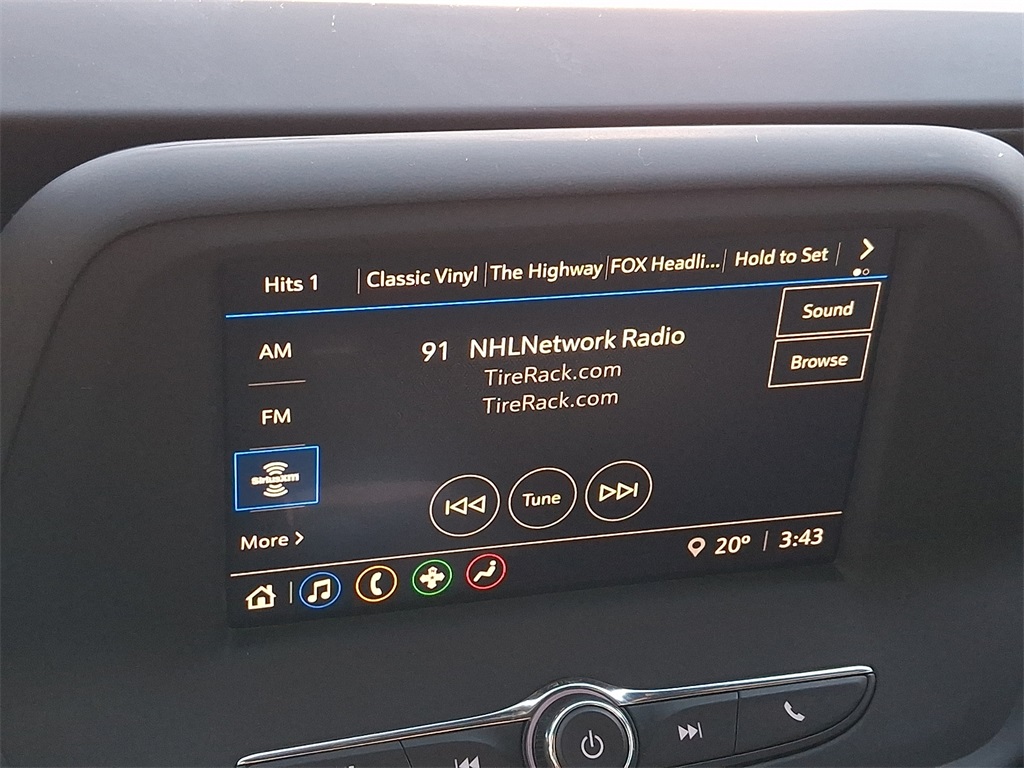 Hits 1
Classic Vinyl
The Highway
FOX Headli...
Hold to Set
Sound
Browse
AM
FM
SiriusXM
More
91 NHLNetwork Radio
TireRack.com
TireRack.com
Tune
20° 3:43